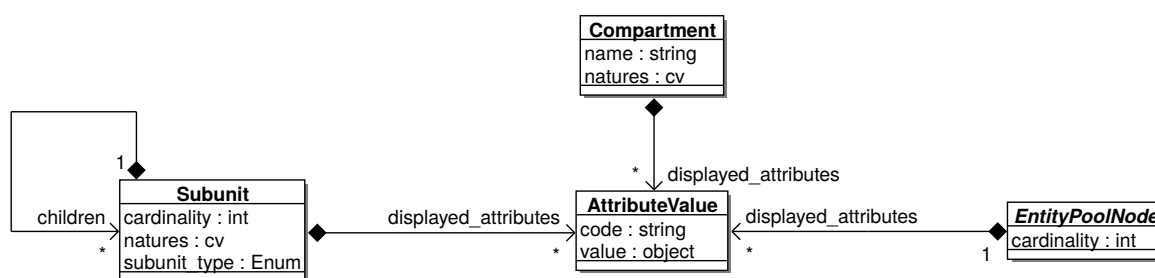 Compartment
name : string
natures : cv
1
*
displayed_attributes
Subunit
AttributeValue
children
cardinality : int
displayed_attributes
code : string
displayed_attributes
EntityPoolNode
natures : cv
cardinality : int
*
subunit_type : Enum
*
value : object
*
1